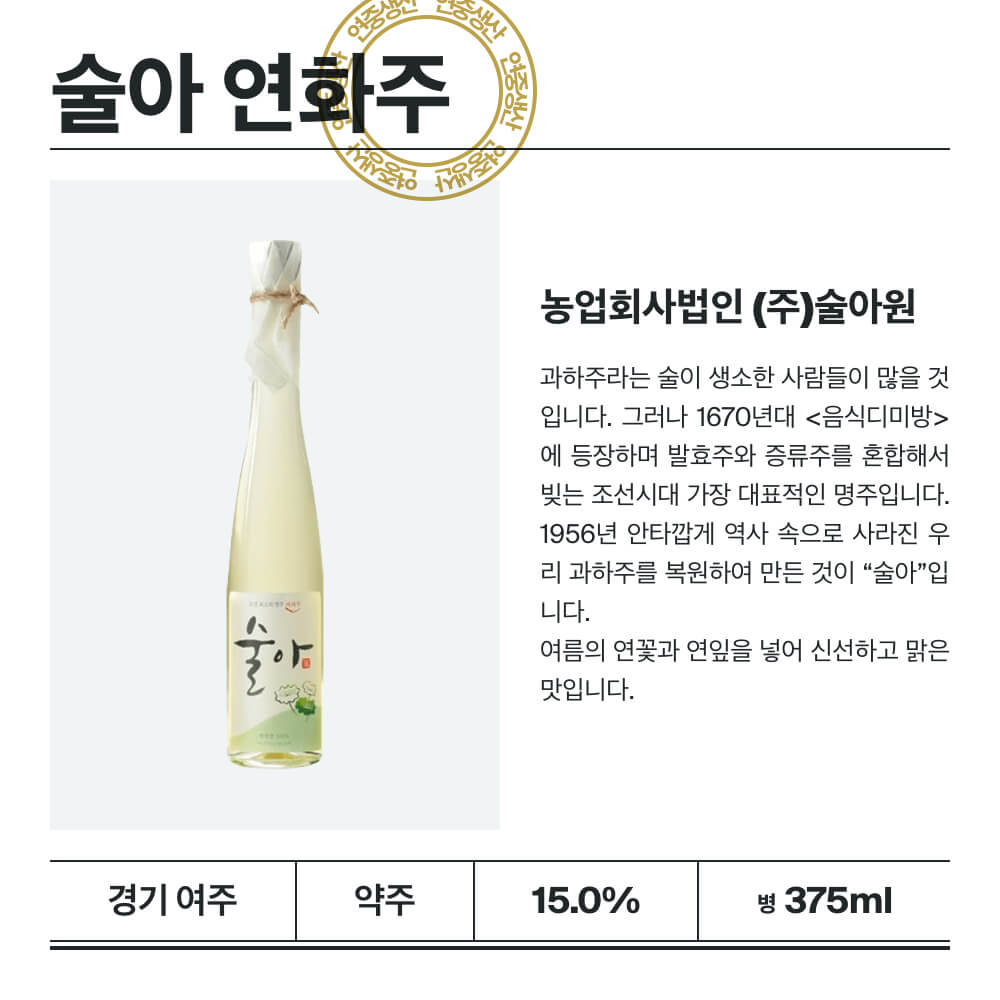 술아 연화주
연중생산 연중생산 연중생산 연중생산 연중생산 연중생산
술아
농업회사법인 (주)술아원
과하주라는 술이 생소한 사람들이 많을 것
입니다. 그러나 1670년대 <음식디미방>
에 등장하며 발효주와 증류주를 혼합해서
빚는 조선시대 가장 대표적인 명주입니다.
1956년 안타깝게 역사 속으로 사라진 우
리 과하주를 복원하여 만든 것이 “술아”입
니다.
여름의 연꽃과 연잎을 넣어 신선하고 맑은
맛입니다.
경기 여주
약주
15.0%
병 375ml